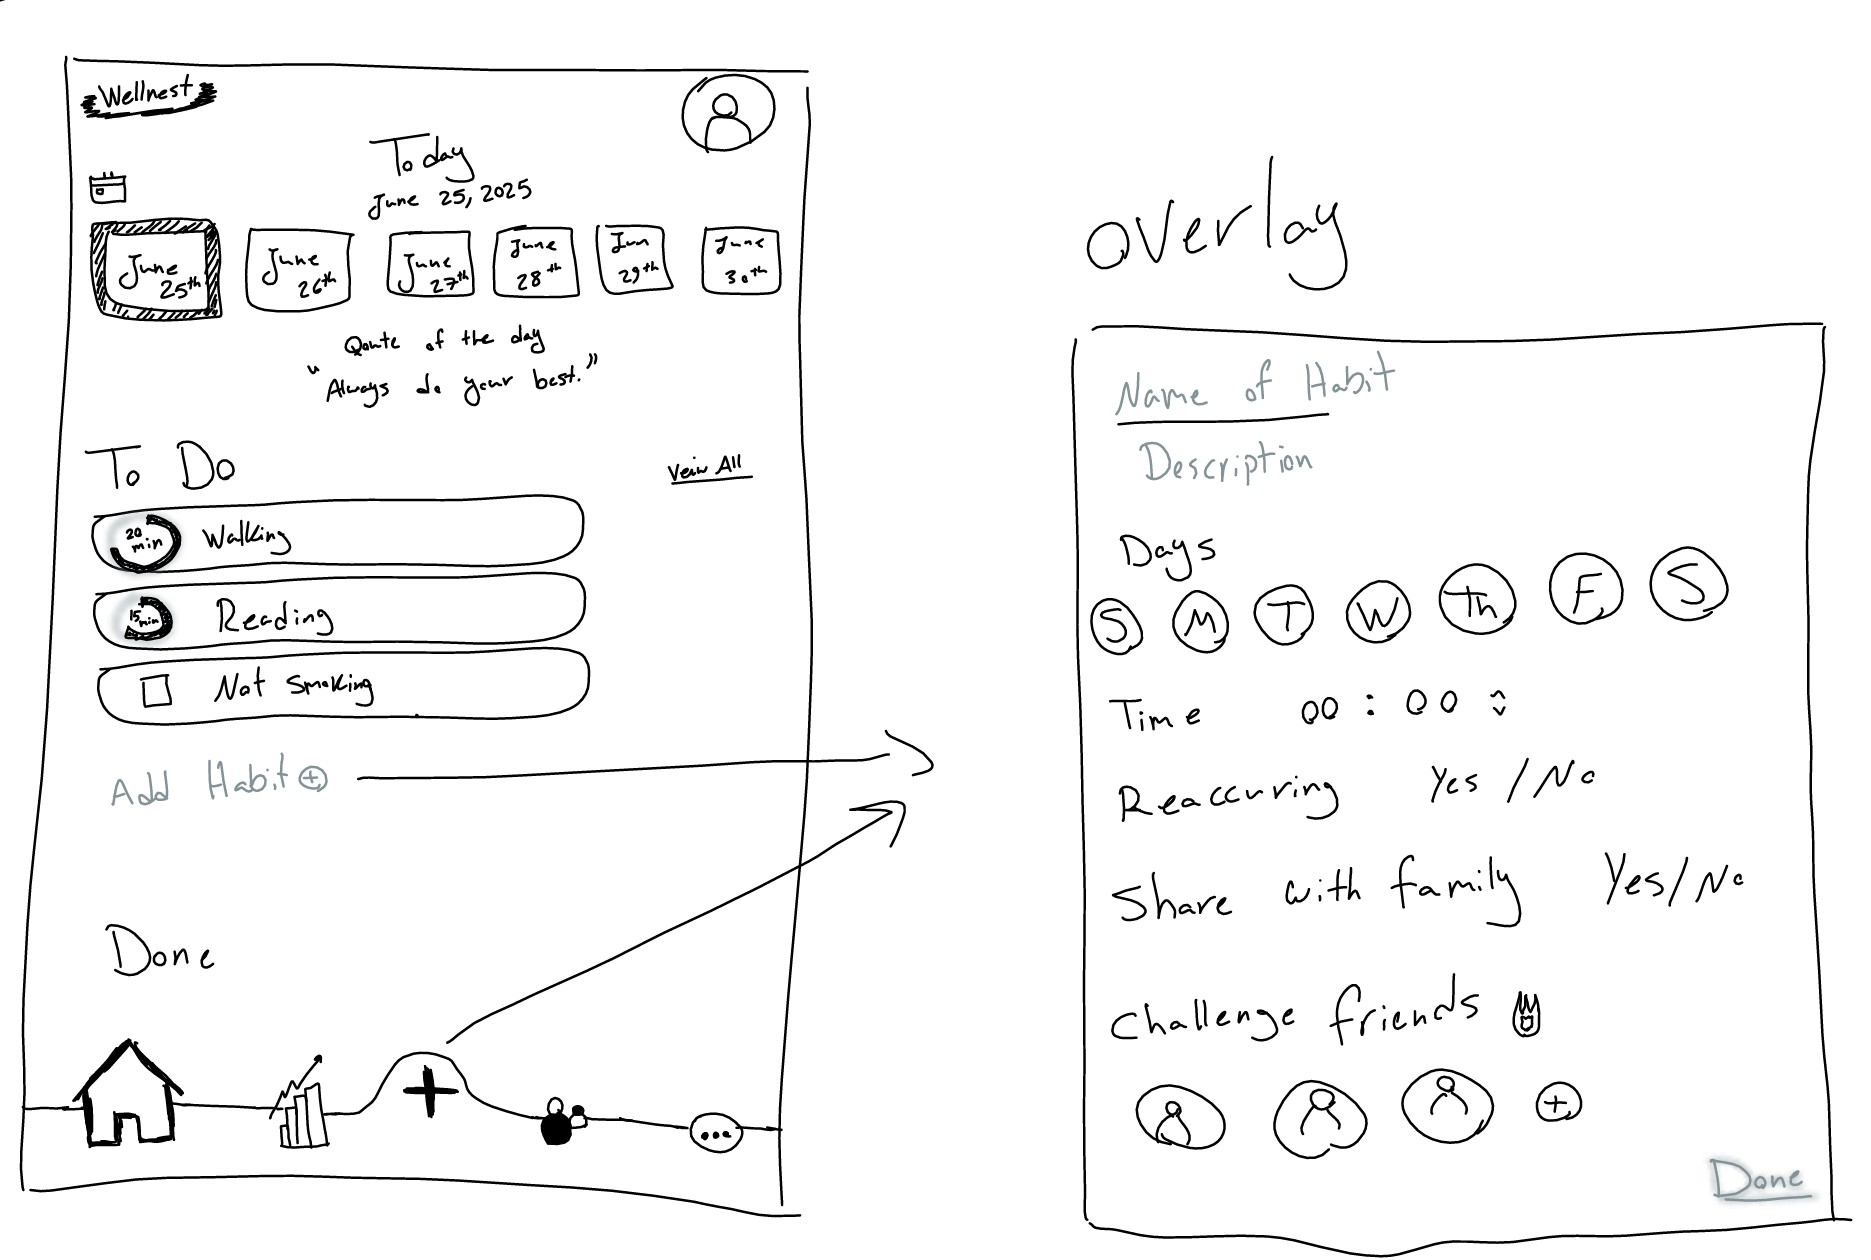 Wellnest
Today
June 25, 2025
June 25th
June 26th
June 27th
June 28th
Jun 29th
June 30th
Qoute of the day
"Always do your best."
To Do
Veiw All
20 min Walking
15 min Reading
Not Smoking
Add Habit +
Done
overlay
Name of Habit
Description
Days
S M T W Th F S
Time 00 : 00
Reaccuring Yes / No
Share with family Yes/No
Challenge friends
Done